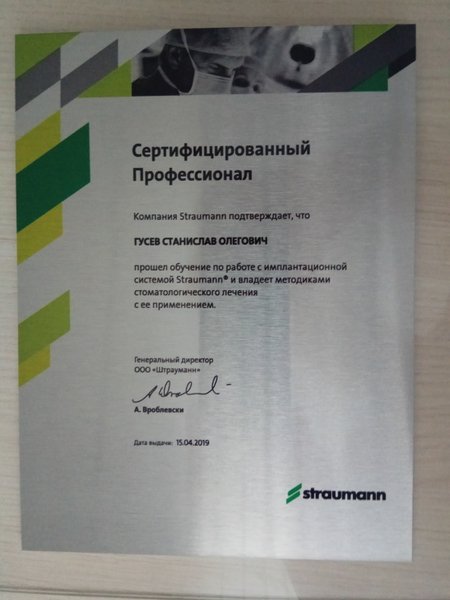 Сертифицированный
Профессионал
Компания Straumann подтверждает, что
ГУСЕВ СТАНИСЛАВ ОЛЕГОВИЧ
прошел обучение по работе с имплантационной
системой Straumann® и владеет методиками
стоматологического лечения
с ее применением.
Генеральный директор
ООО «Штрауманн»
А. Вроблевски
Дата выдачи: 15.04.2019
straumann